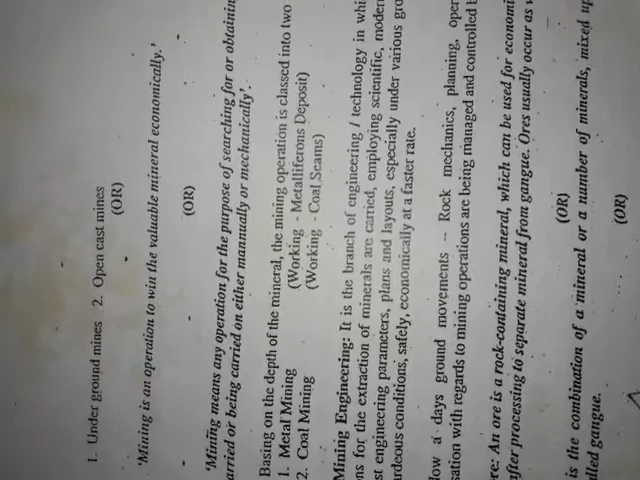 1. Under ground mines 2. Open cast mines
(OR)
'Mining is an operation to win the valuable mineral economically.'
(OR)
'Mining means any operation for the purpose of searching for or obtaining
arried or being carried on either mannually or mechanically'.
Basing on the depth of the mineral, the mining operation is classed into two
1. Metal Mining (Working - Metalliferons Deposit)
2. Coal Mining (Working - Coal Seams)
Mining Engineering: It is the branch of engineering / technology in whic
ns for the extraction of minerals are carried, employing scientific, modern
st engineering parameters, plans and layouts, especially under various gro
ardeous conditions, safely, economically at a faster rate.
low a days ground movements – Rock mechanics, planning, oper
sation with regards to mining operations are being managed and controlled b
re: An ore is a rock-containing mineral, which can be used for economi
after processing to separate mineral from gangue. Ores usually occur as v
(OR)
is the combination of a mineral or a number of minerals, mixed up
lled gangue.
(OR)